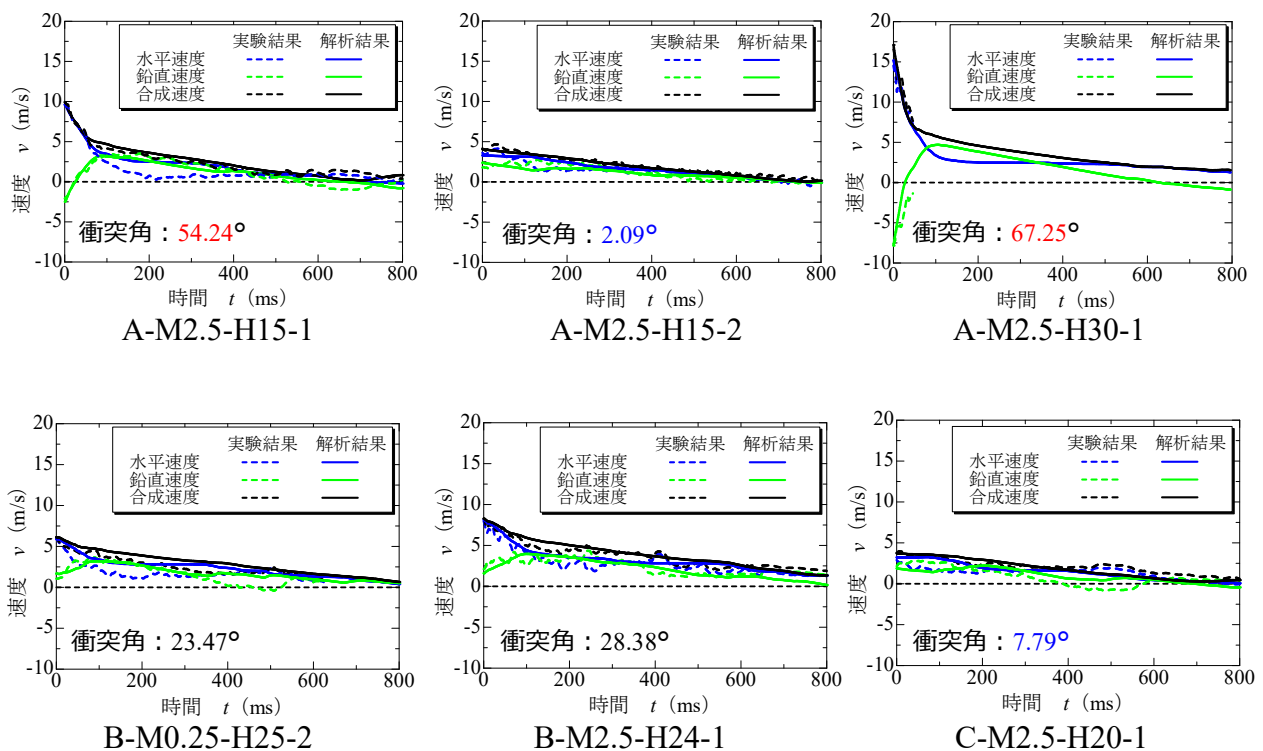 20
15
10
5
0
-5
-10
速度 v (m/s)
実験結果 解析結果
水平速度
鉛直速度
合成速度
衝突角：54.24°
0 200 400 600 800
時間 t (ms)
A-M2.5-H15-1
20
15
10
5
0
-5
-10
速度 v (m/s)
実験結果 解析結果
水平速度
鉛直速度
合成速度
衝突角：2.09°
0 200 400 600 800
時間 t (ms)
A-M2.5-H15-2
20
15
10
5
0
-5
-10
速度 v (m/s)
実験結果 解析結果
水平速度
鉛直速度
合成速度
衝突角：67.25°
0 200 400 600 800
時間 t (ms)
A-M2.5-H30-1
20
15
10
5
0
-5
-10
速度 v (m/s)
実験結果 解析結果
水平速度
鉛直速度
合成速度
衝突角：23.47°
0 200 400 600 800
時間 t (ms)
B-M0.25-H25-2
20
15
10
5
0
-5
-10
速度 v (m/s)
実験結果 解析結果
水平速度
鉛直速度
合成速度
衝突角：28.38°
0 200 400 600 800
時間 t (ms)
B-M2.5-H24-1
20
15
10
5
0
-5
-10
速度 v (m/s)
実験結果 解析結果
水平速度
鉛直速度
合成速度
衝突角：7.79°
0 200 400 600 800
時間 t (ms)
C-M2.5-H20-1